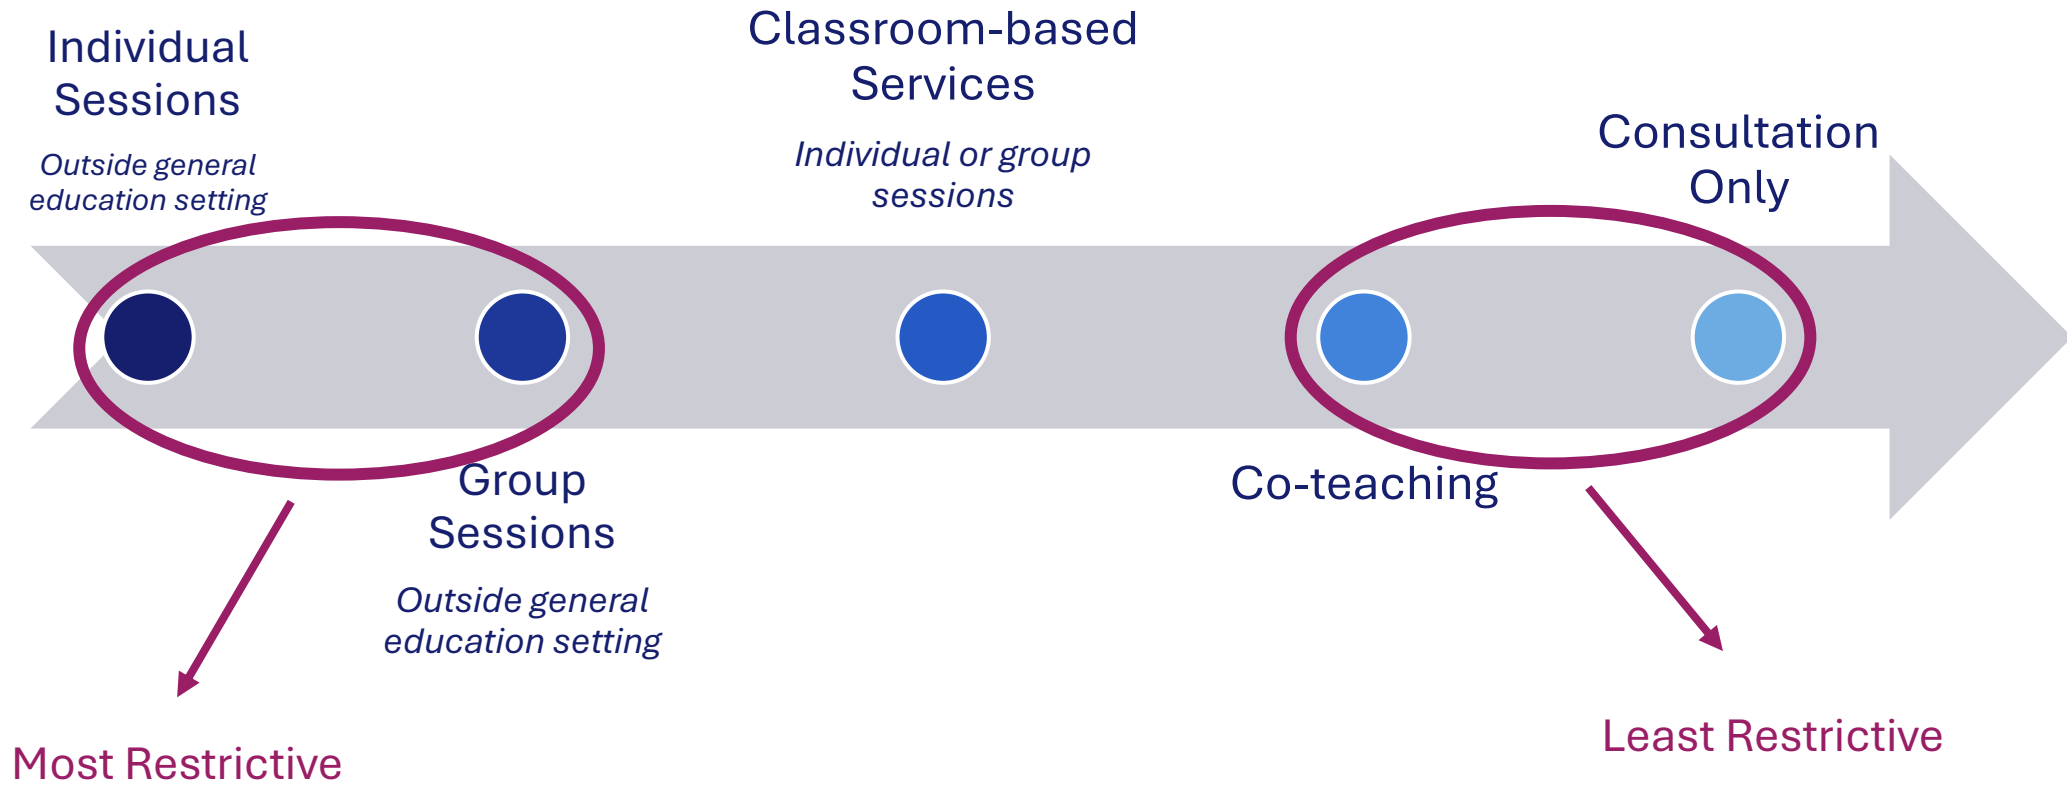 Individual
Sessions
Outside general
education setting
Group
Sessions
Outside general
education setting
Classroom-based
Services
Individual or group
sessions
Co-teaching
Consultation
Only
Most Restrictive
Least Restrictive